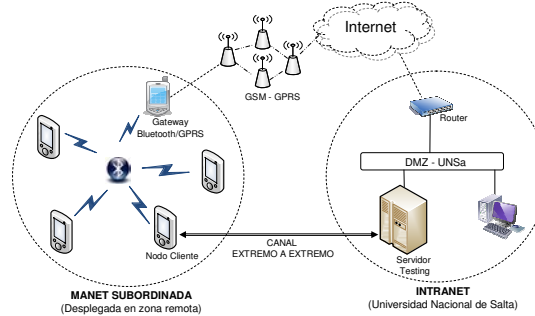 Internet
GSM - GPRS
Gateway
Bluetooth/GPRS
Router
DMZ - UNSa
Nodo Cliente
CANAL
EXTREMO A EXTREMO
Servidor
Testing
MANET SUBORDINADA
(Desplegada en zona remota)
INTRANET
(Universidad Nacional de Salta)